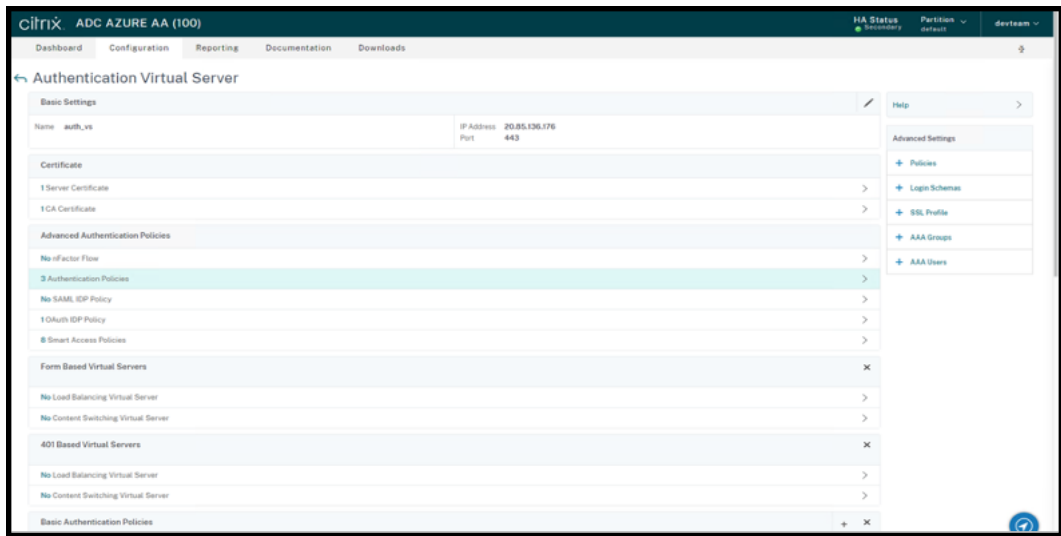 citrix ADC AZURE AA (100)
HA Status
Secondary
Partition
default
devteam
Dashboard Configuration Reporting Documentation Downloads
Authentication Virtual Server
Basic Settings
Name auth_vs
IP Address 20.85.136.176
Port 443
Certificate
1 Server Certificate
1 CA Certificate
Advanced Authentication Policies
No nFactor Flow
3 Authentication Policies
No SAML IDP Policy
1 OAuth IDP Policy
8 Smart Access Policies
Form Based Virtual Servers
No Load Balancing Virtual Server
No Content Switching Virtual Server
401 Based Virtual Servers
No Load Balancing Virtual Server
No Content Switching Virtual Server
Basic Authentication Policies
Help
Advanced Settings
+ Policies
+ Login Schemas
+ SSL Profile
+ AAA Groups
+ AAA Users